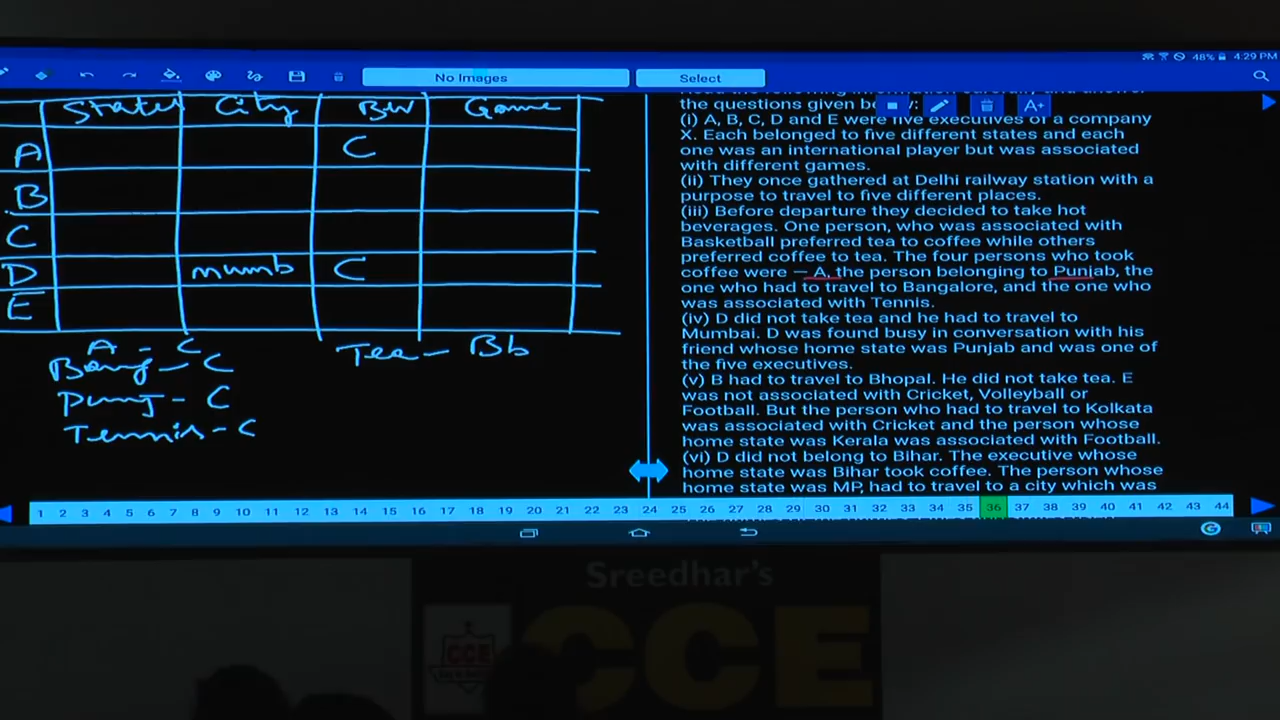 48% 4:29 PM
No Images Select
State City Bw Game
A C
B
C
D mumb C
E
A - C
Bang - C
Punj - C
Tennis - C
Tea - Bb
the questions given be
(i) A, B, C, D and E were five executives of a company
X. Each belonged to five different states and each
one was an international player but was associated
with different games.
(ii) They once gathered at Delhi railway station with a
purpose to travel to five different places.
(iii) Before departure they decided to take hot
beverages. One person, who was associated with
Basketball preferred tea to coffee while others
preferred coffee to tea. The four persons who took
coffee were — A, the person belonging to Punjab, the
one who had to travel to Bangalore, and the one who
was associated with Tennis.
(iv) D did not take tea and he had to travel to
Mumbai. D was found busy in conversation with his
friend whose home state was Punjab and was one of
the five executives.
(v) B had to travel to Bhopal. He did not take tea. E
was not associated with Cricket, Volleyball or
Football. But the person who had to travel to Kolkata
was associated with Cricket and the person whose
home state was Kerala was associated with Football.
(vi) D did not belong to Bihar. The executive whose
home state was Bihar took coffee. The person whose
home state was MP, had to travel to a city which was
1 2 3 4 5 6 7 8 9 10 11 12 13 14 15 16 17 18 19 20 21 22 23 24 25 26 27 28 29 30 31 32 33 34 35 36 37 38 39 40 41 42 43 44
Sreedhar's
CCE
CCE